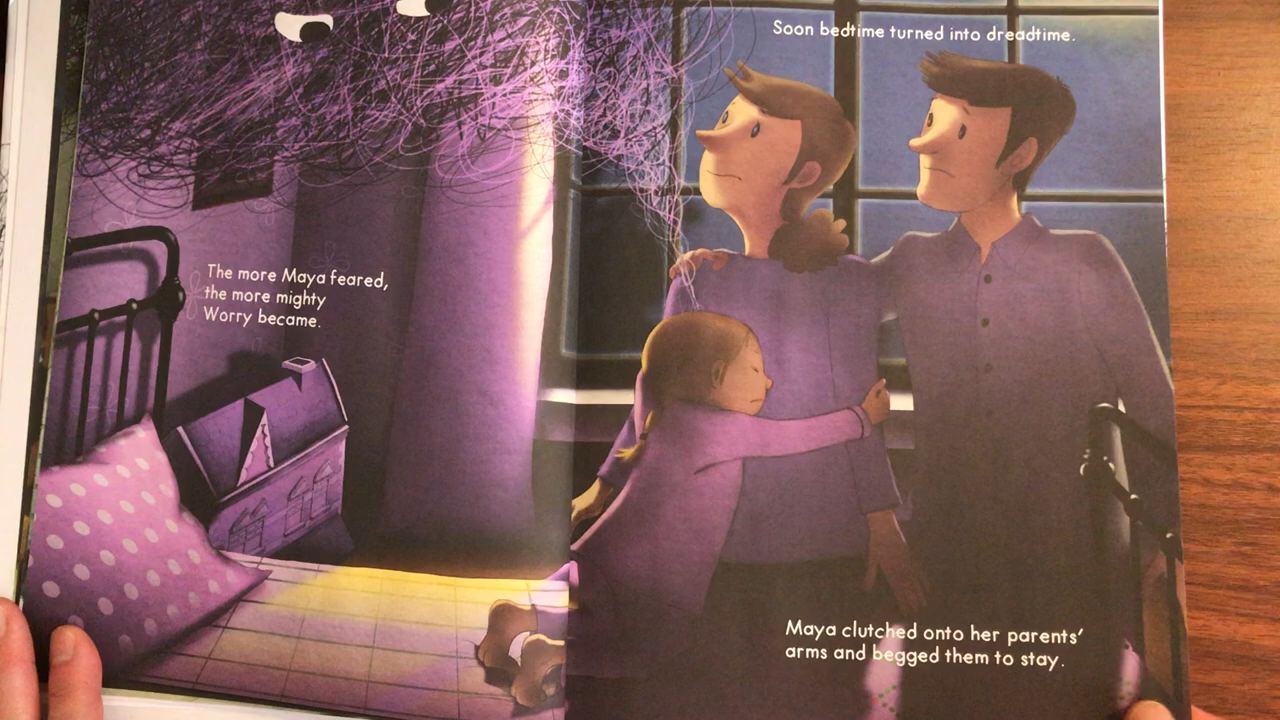 The more Maya feared,
the more mighty
Worry became.
Soon bedtime turned into dreadtime.
Maya clutched onto her parents'
arms and begged them to stay.